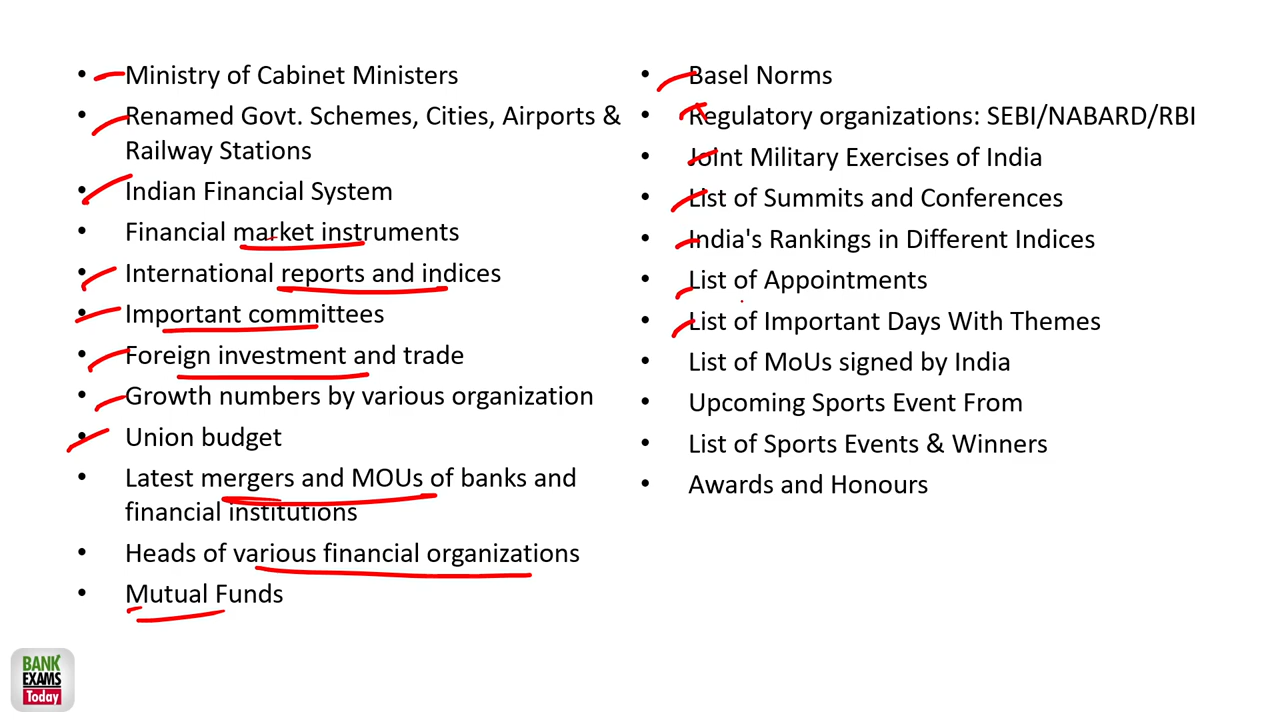 • Ministry of Cabinet Ministers
• Renamed Govt. Schemes, Cities, Airports &
Railway Stations
• Indian Financial System
• Financial market instruments
• International reports and indices
• Important committees
• Foreign investment and trade
• Growth numbers by various organization
• Union budget
• Latest mergers and MOUs of banks and
financial institutions
• Heads of various financial organizations
• Mutual Funds
• Basel Norms
• Regulatory organizations: SEBI/NABARD/RBI
• Joint Military Exercises of India
• List of Summits and Conferences
• India's Rankings in Different Indices
• List of Appointments
• List of Important Days With Themes
• List of MoUs signed by India
• Upcoming Sports Event From
• List of Sports Events & Winners
• Awards and Honours
BANK
EXAMS
Today